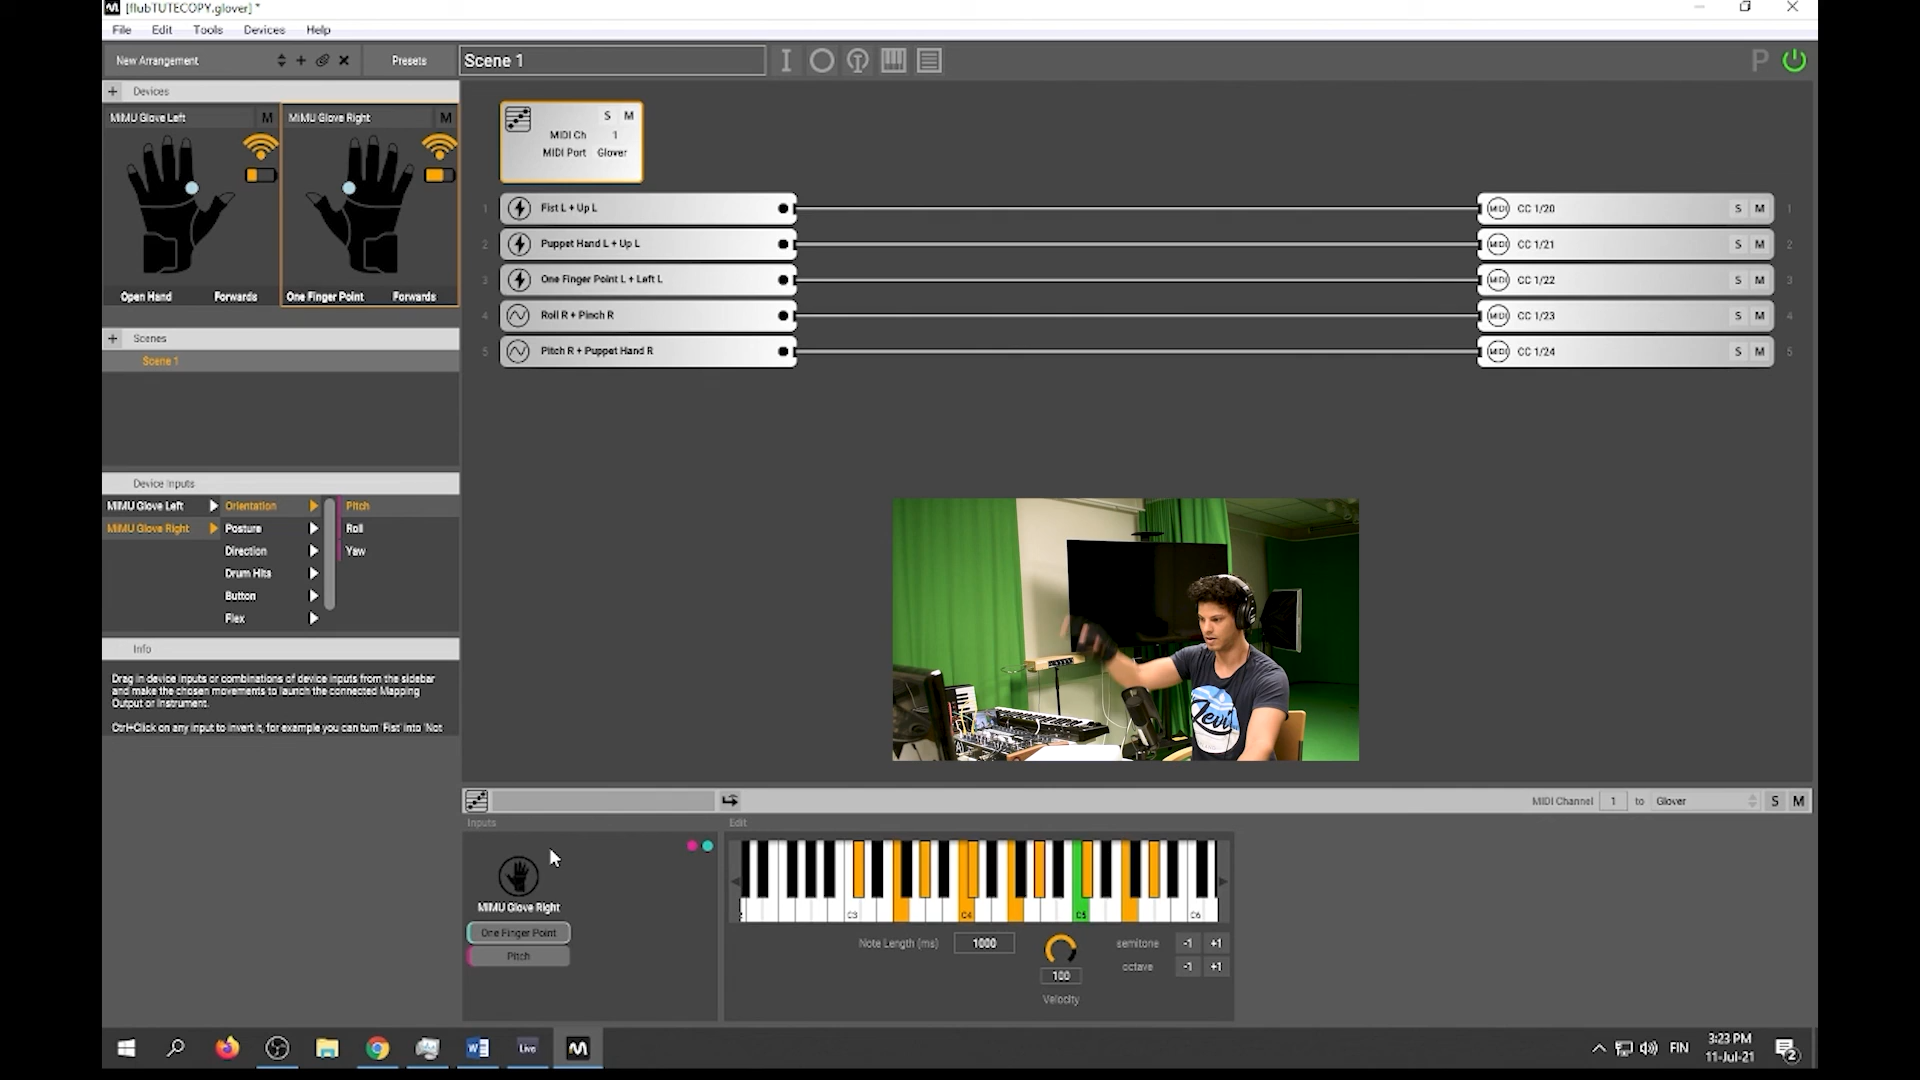 [flubTUTECOPY.glover] *
File Edit Tools Devices Help
New Arrangement Presets Scene 1 P
Devices
MiMU Glove Left M MiMU Glove Right M
Open Hand Forwards One Finger Point Forwards
Scenes
Scene 1
S M
MIDI Ch 1
MIDI Port Glover
1 Fist L + Up L MIDI CC 1/20 S M 1
2 Puppet Hand L + Up L MIDI CC 1/21 S M 2
3 One Finger Point L + Left L MIDI CC 1/22 S M 3
4 Roll R + Pinch R MIDI CC 1/23 S M 4
5 Pitch R + Puppet Hand R MIDI CC 1/24 S M 5
Device Inputs
MiMU Glove Left Orientation Pitch
MiMU Glove Right Posture Roll
Direction Yaw
Drum Hits
Button
Flex
Info
Drag in device inputs or combinations of device inputs from the sidebar
and make the chosen movements to launch the connected Mapping
Output or Instrument.
Ctrl+Click on any input to invert it, for example you can turn 'Fist' into 'Not
Zevi
MIDI Channel 1 to Glover S M
Inputs Edit
MiMU Glove Right
One Finger Point
Pitch
C3 C4 C5 C6
Note Length (ms) 1000 semitone -1 +1
100 octave -1 +1
Velocity
W Live FIN 3:23 PM
11-Jul-21 2